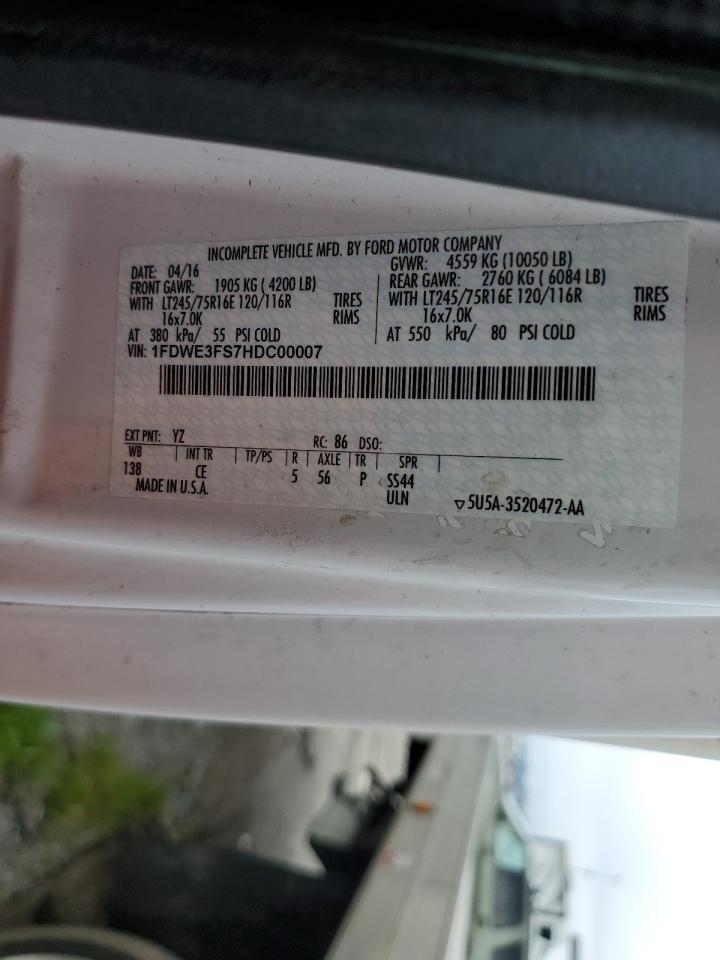 INCOMPLETE VEHICLE MFD. BY FORD MOTOR COMPANY
DATE: 04/16 GVWR: 4559 KG (10050 LB)
FRONT GAWR: 1905 KG ( 4200 LB) REAR GAWR: 2760 KG ( 6084 LB)
WITH LT245/75R16E 120/116R TIRES WITH LT245/75R16E 120/116R TIRES
16x7.0K RIMS 16x7.0K RIMS
AT 380 kPa/ 55 PSI COLD AT 550 kPa/ 80 PSI COLD
VIN: 1FDWE3FS7HDC00007
EXT PNT: YZ RC: 86 DSO:
WB INT TR TP/PS R AXLE TR SPR
138 CE 5 56 P SS44
MADE IN U.S.A. ULN
▽5U5A-3520472-AA